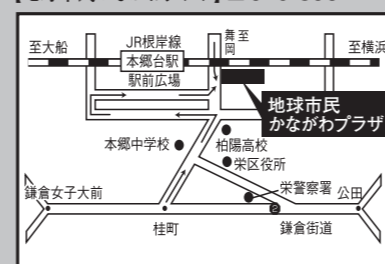 至大船
JR根岸線
本郷台駅
駅前広場
舞岡
至
至横浜
地球市民
かながわプラザ
本郷中学校
柏陽高校
栄区役所
鎌倉女子大前
栄警察署
公田
桂町
2
鎌倉街道